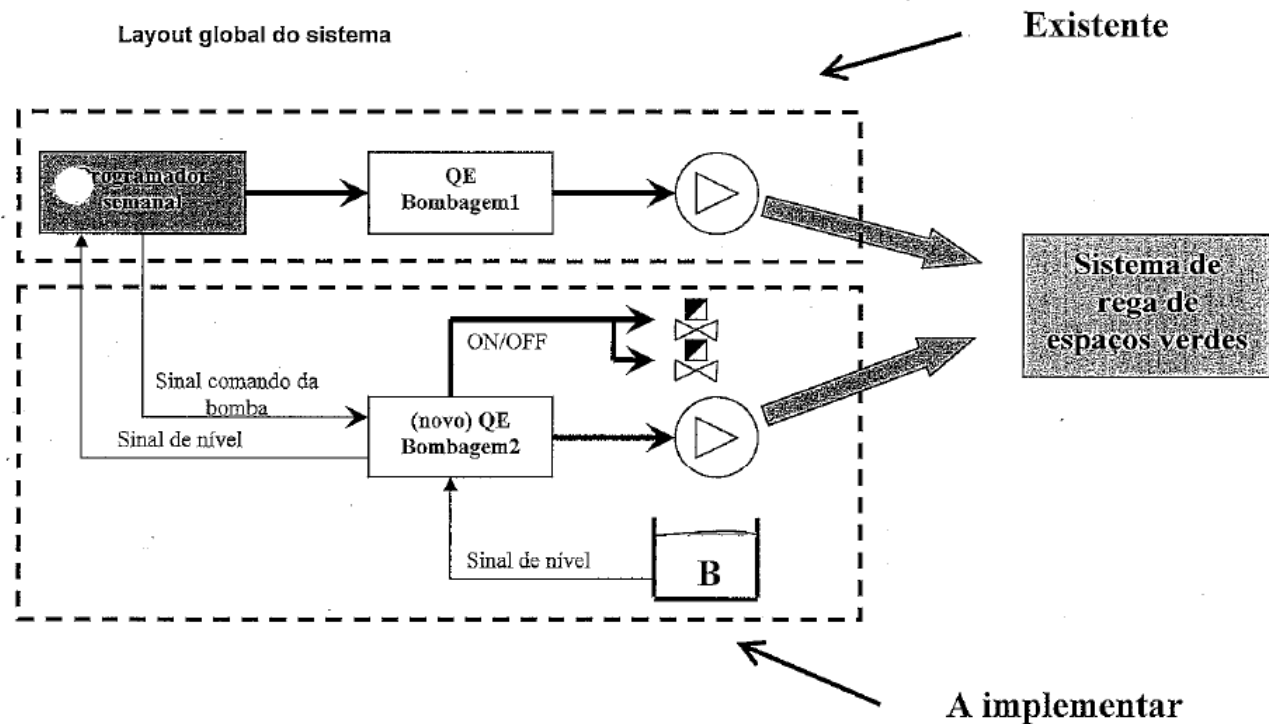 Layout global do sistema
Existente
Programador
semanal
QE
Bombagem1
Sistema de
rega de
espaços verdes
ON/OFF
Sinal comando da
bomba
Sinal de nível
(novo) QE
Bombagem2
Sinal de nível
B
A implementar